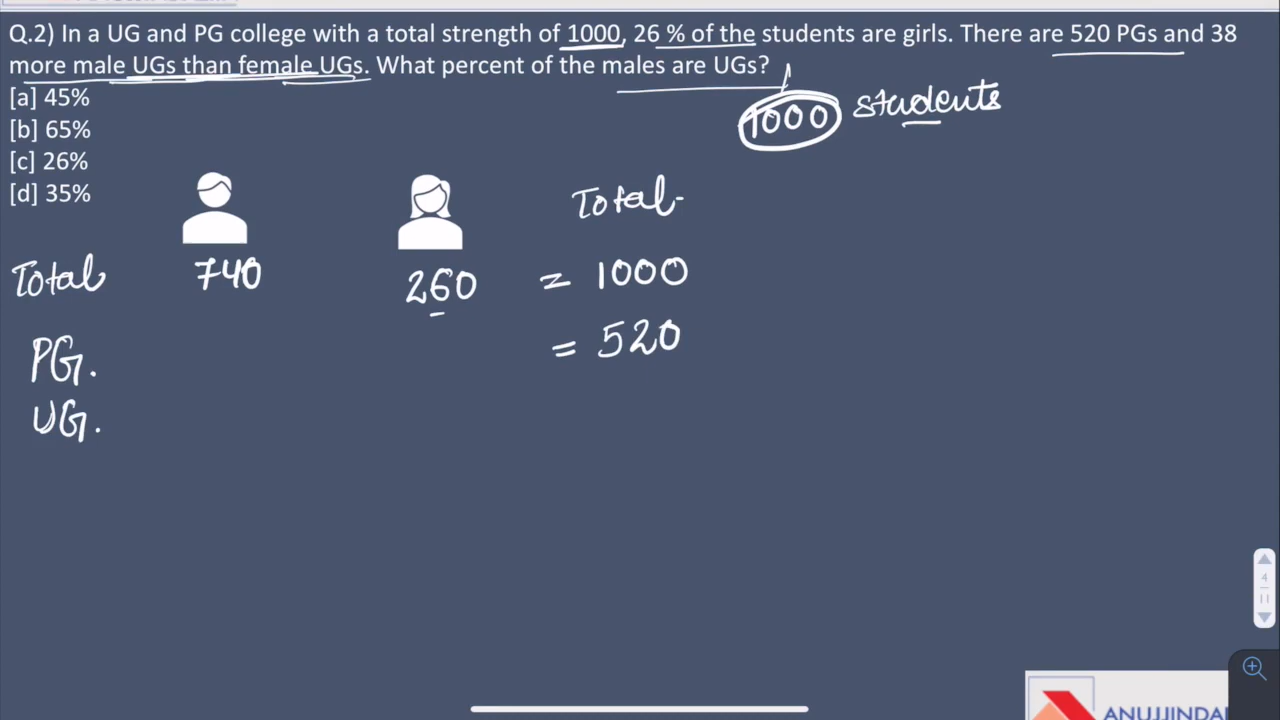 Q.2) In a UG and PG college with a total strength of 1000, 26 % of the students are girls. There are 520 PGs and 38
more male UGs than female UGs. What percent of the males are UGs?
[a] 45%
[b] 65%
[c] 26%
[d] 35%
1000 students
Total
Total 740 260 = 1000
PG. = 520
UG.
4
11
ANUJJINDAL